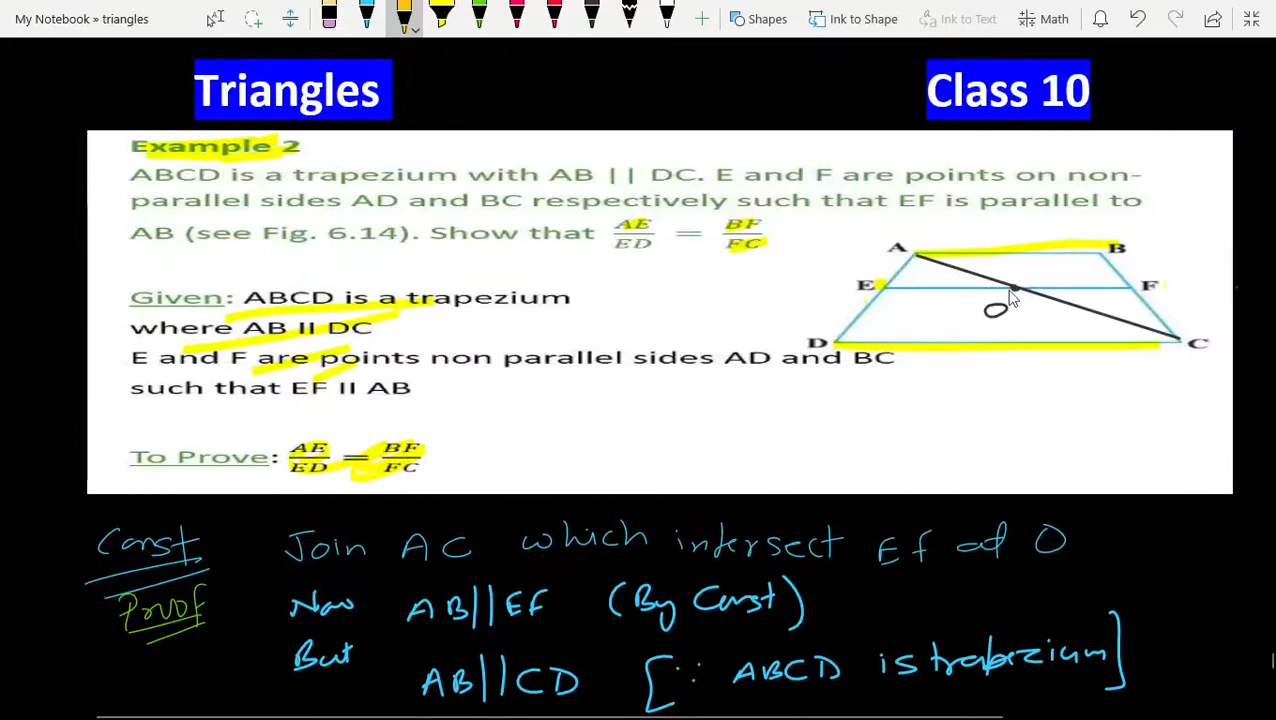 My Notebook » triangles
Shapes
Ink to Shape
Ink to Text
Math
Triangles
Class 10
Example 2
ABCD is a trapezium with AB || DC. E and F are points on non-
parallel sides AD and BC respectively such that EF is parallel to
AB (see Fig. 6.14). Show that AE/ED = BF/FC
A B
E F
O
D C
Given: ABCD is a trapezium
where AB II DC
E and F are points non parallel sides AD and BC
such that EF II AB
To Prove: AE/ED = BF/FC
Const Join AC which intersect EF at O
Proof Now AB||EF (By Const)
But AB||CD [∵ ABCD is trapezium]